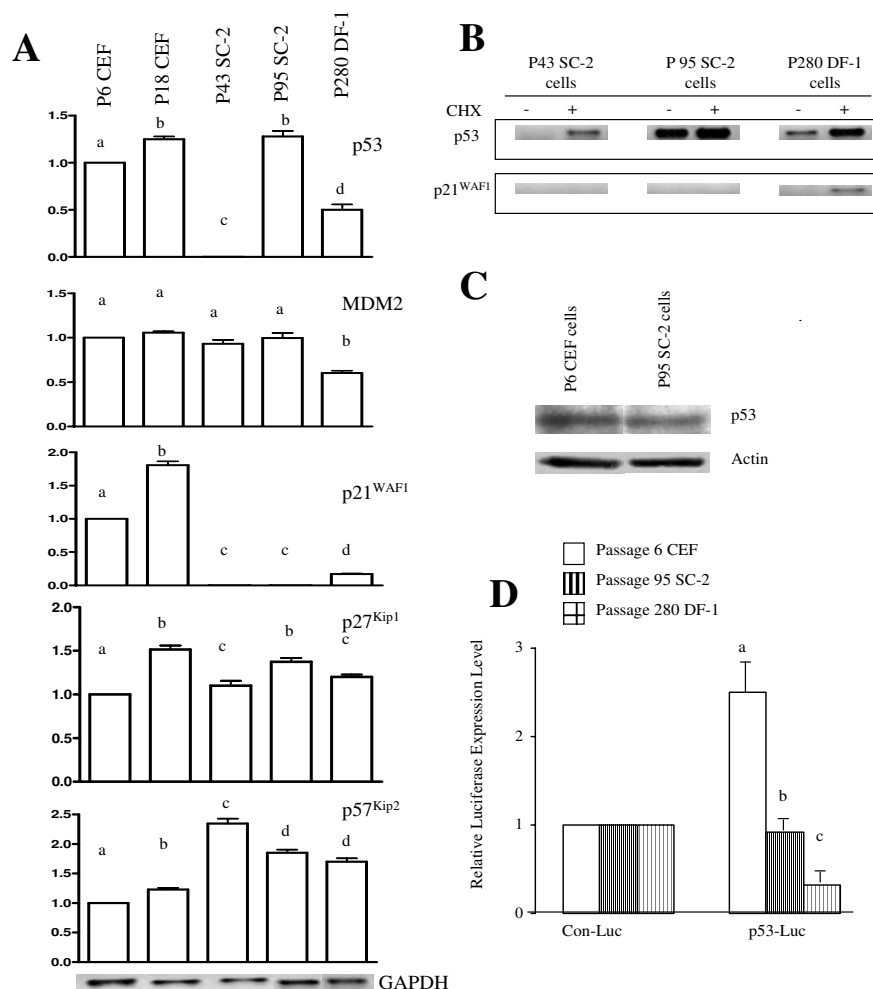 A
P6 CEF
P18 CEF
P43 SC-2
P95 SC-2
P280 DF-1
p53
1.5
1.0
0.5
0.0
a
b
c
b
d
MDM2
1.5
1.0
0.5
0.0
a
a
a
a
b
p21WAF1
2.0
1.5
1.0
0.5
0.0
a
b
c
c
d
p27Kip1
2.0
1.5
1.0
0.5
0.0
a
b
c
b
c
p57Kip2
2.5
2.0
1.5
1.0
0.5
0.0
a
b
c
d
d
GAPDH
B
P43 SC-2 cells
P 95 SC-2 cells
P280 DF-1 cells
CHX - + - + - +
p53
p21WAF1
C
P6 CEF cells
P95 SC-2 cells
p53
Actin
D
Passage 6 CEF
Passage 95 SC-2
Passage 280 DF-1
Relative Luciferase Expression Level
3
2
1
0
a
b
c
Con-Luc
p53-Luc